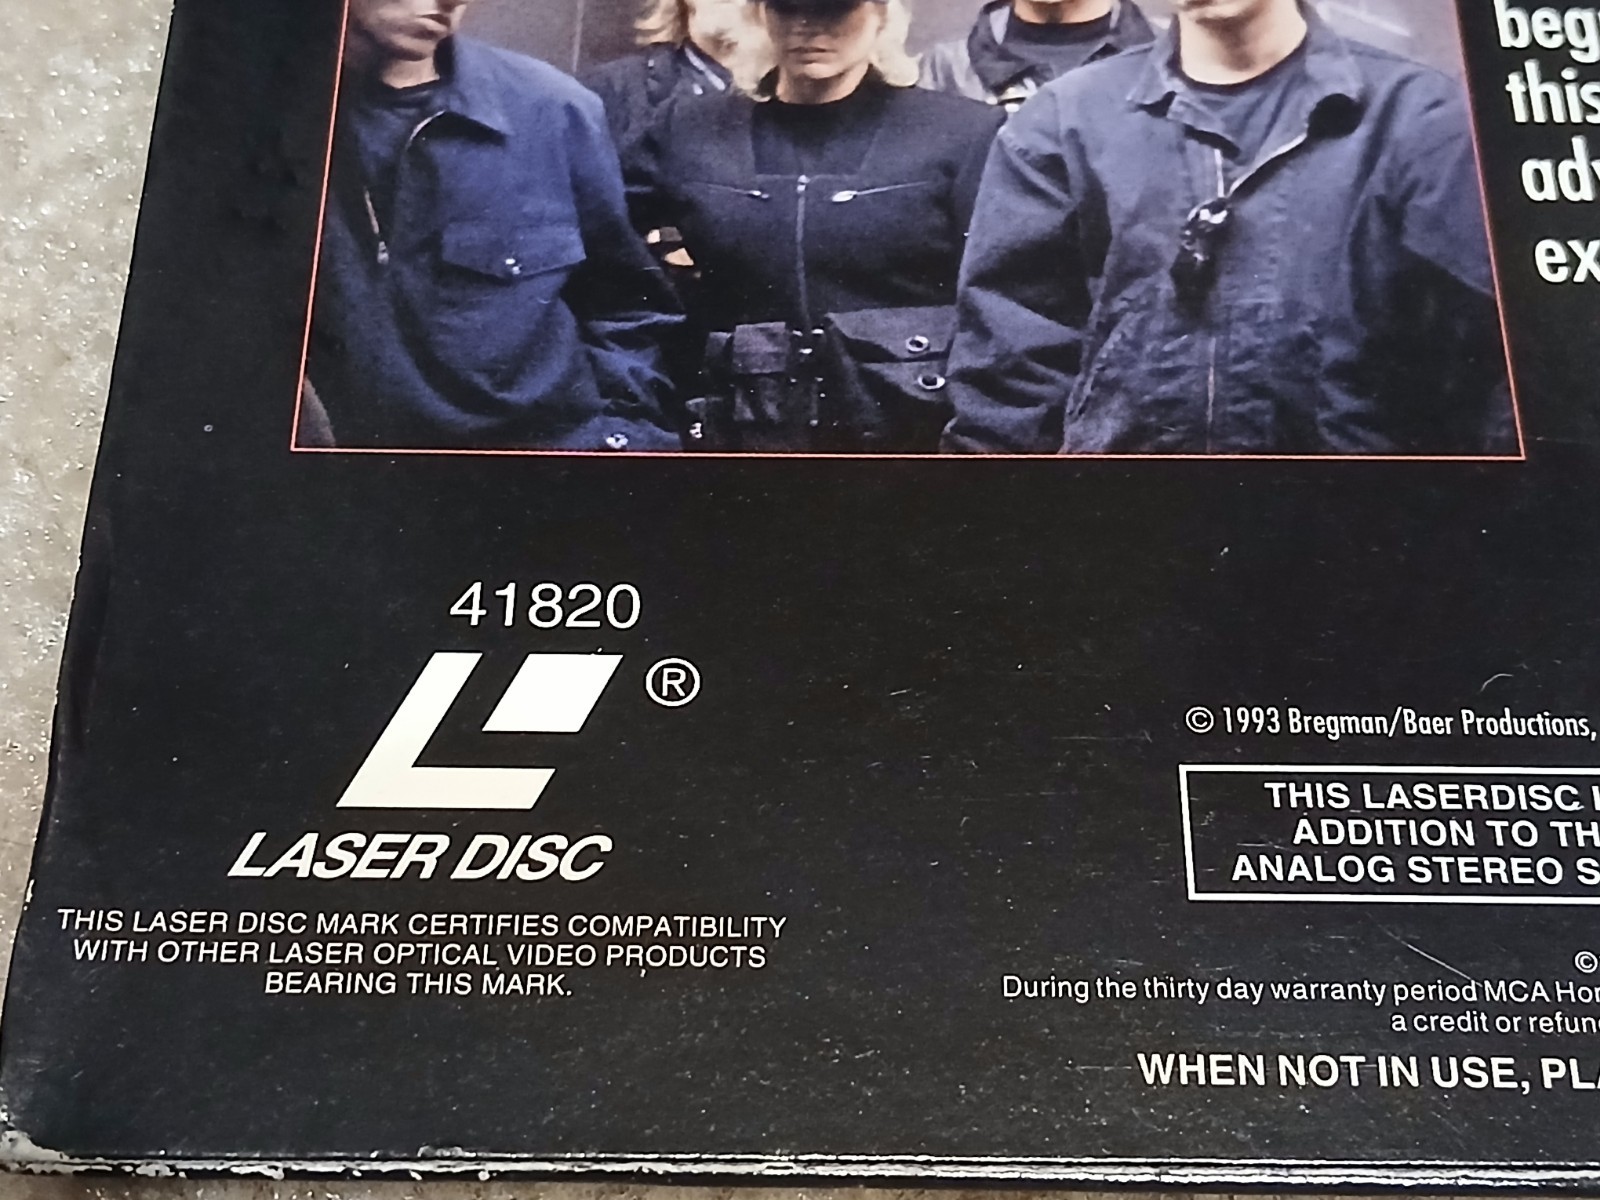 beg
this
adv
ex
41820
®
LASER DISC
THIS LASER DISC MARK CERTIFIES COMPATIBILITY
WITH OTHER LASER OPTICAL VIDEO PRODUCTS
BEARING THIS MARK.
© 1993 Bregman/Baer Productions,
THIS LASERDISC
ADDITION TO TH
ANALOG STEREO S
©
During the thirty day warranty period MCA Hom
a credit or refun
WHEN NOT IN USE, PLA